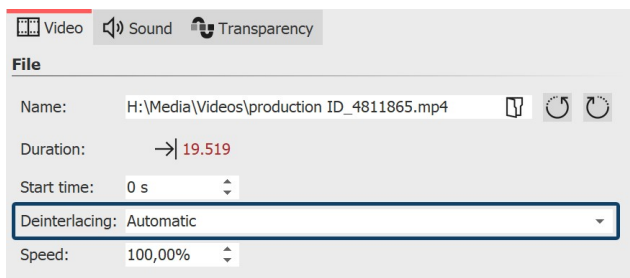 Video Sound Transparency
File
Name: H:\Media\Videos\production ID_4811865.mp4
Duration: 19.519
Start time: 0 s
Deinterlacing: Automatic
Speed: 100,00%